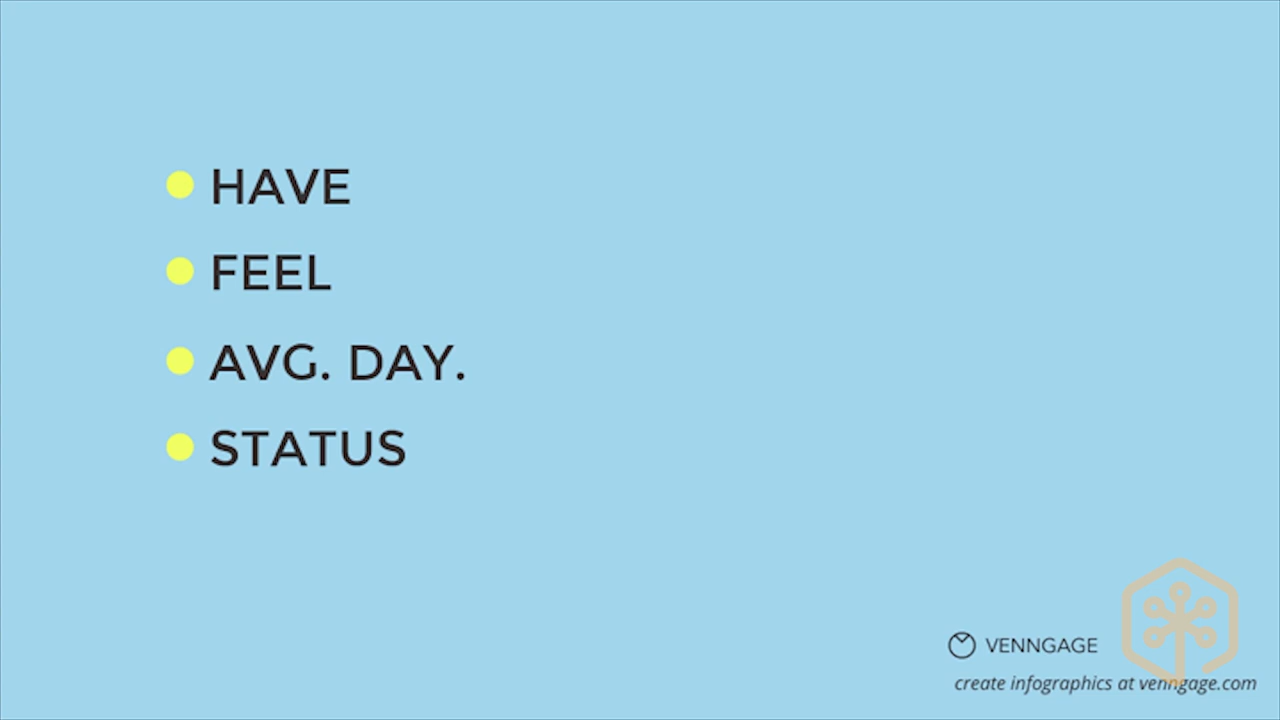 HAVE
FEEL
AVG. DAY.
STATUS
VENNGAGE
create infographics at venngage.com